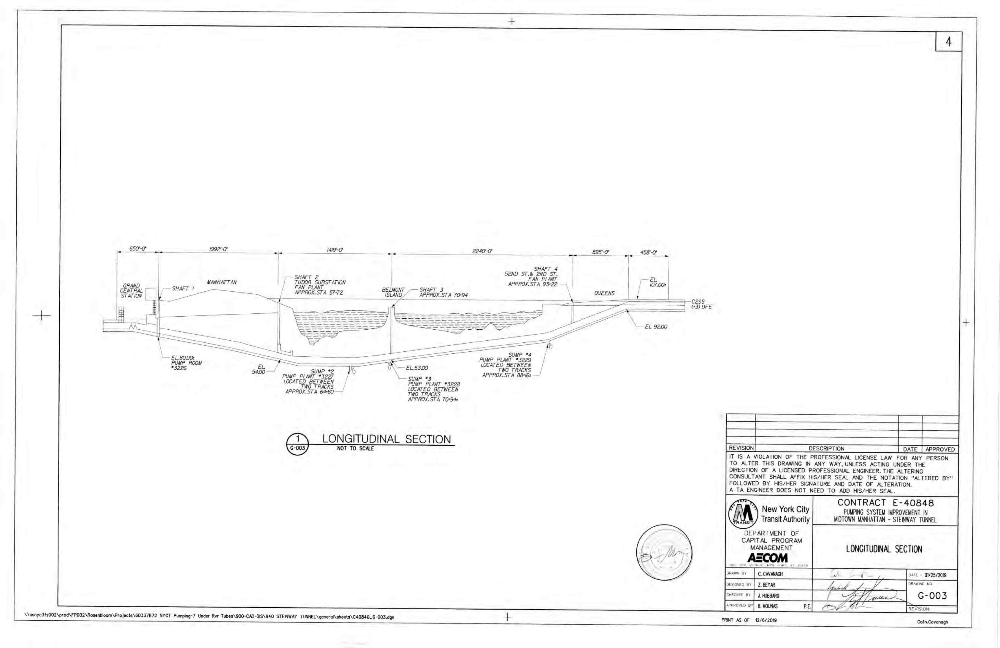 4
650'-0"
1992'-0"
1419'-0"
2240'-0"
895'-0"
458'-0"
GRAND
CENTRAL
STATION
SHAFT 1
MANHATTAN
SHAFT 2
TUDOR SUBSTATION
FAN PLANT
APPROX. STA 57+72
BELMONT
ISLAND
SHAFT 3
APPROX. STA 70+94
SHAFT 4
52ND ST. & 2ND ST.
FAN PLANT
APPROX. STA 93+22
QUEENS
EL.
107.00±
C2SS
(+3) DFE
EL 92.00
EL. 80.00±
PUMP ROOM
#3226
EL
54.00
SUMP #2
PUMP PLANT #3227
LOCATED BETWEEN
TWO TRACKS
APPROX. STA 64+60
EL. 53.00
SUMP #3
PUMP PLANT #3228
LOCATED BETWEEN
TWO TRACKS
APPROX. STA 70+94±
SUMP #4
PUMP PLANT #3229
LOCATED BETWEEN
TWO TRACKS
APPROX. STA 88+16±
1
G-003
LONGITUDINAL SECTION
NOT TO SCALE
REVISION DESCRIPTION DATE APPROVED
IT IS A VIOLATION OF THE PROFESSIONAL LICENSE LAW FOR ANY PERSON
TO ALTER THIS DRAWING IN ANY WAY, UNLESS ACTING UNDER THE
DIRECTION OF A LICENSED PROFESSIONAL ENGINEER. THE ALTERING
CONSULTANT SHALL AFFIX HIS/HER SEAL AND THE NOTATION "ALTERED BY"
FOLLOWED BY HIS/HER SIGNATURE AND DATE OF ALTERATION.
A TA ENGINEER DOES NOT NEED TO ADD HIS/HER SEAL.
NEW YORK CITY
TRANSIT
New York City
Transit Authority
DEPARTMENT OF
CAPITAL PROGRAM
MANAGEMENT
AECOM
CONTRACT E-40848
PUMPING SYSTEM IMPROVEMENT IN
MIDTOWN MANHATTAN - STEINWAY TUNNEL
LONGITUDINAL SECTION
DRAWN BY C. CAVANAGH
DESIGNED BY Z. BEYAR
CHECKED BY J. HUBBARD
APPROVED BY B. MOUNAS P.E.
DATE 01/25/2019
DRAWING NO.
G-003
REVISION
\\usnyc3fs002\prod\FP002\Rosenbloom\Projects\60337872 NYCT Pumping-7 Under Rvr Tubes\900-CAD-GIS\940 STEINWAY TUNNEL\general\sheets\C40840_G-003.dgn
PRINT AS OF 12/6/2019
Colin.Cavanagh